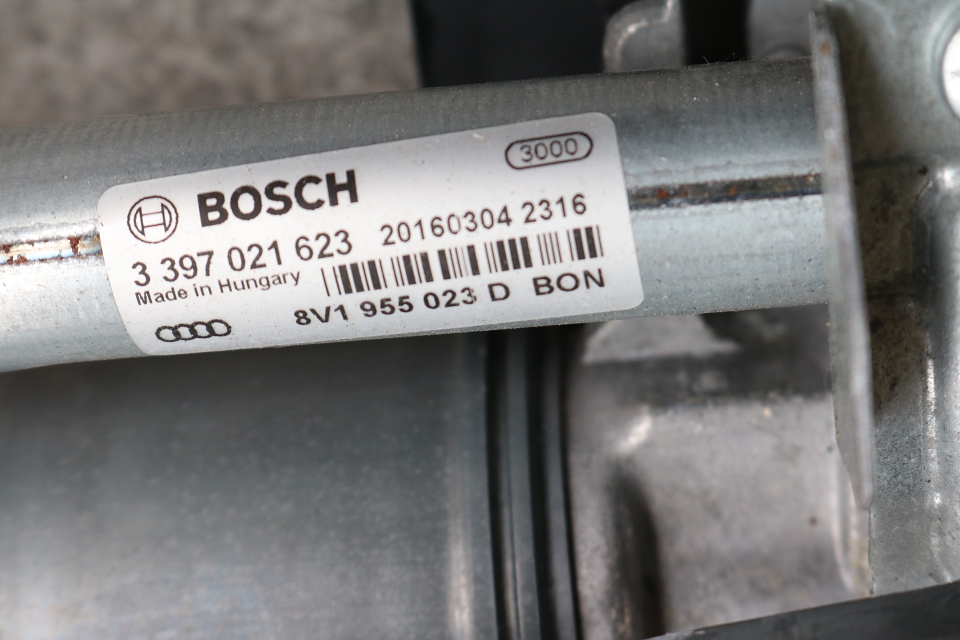 3000
BOSCH
3 397 021 623
20160304 2316
Made in Hungary
8V1 955 023 D BON